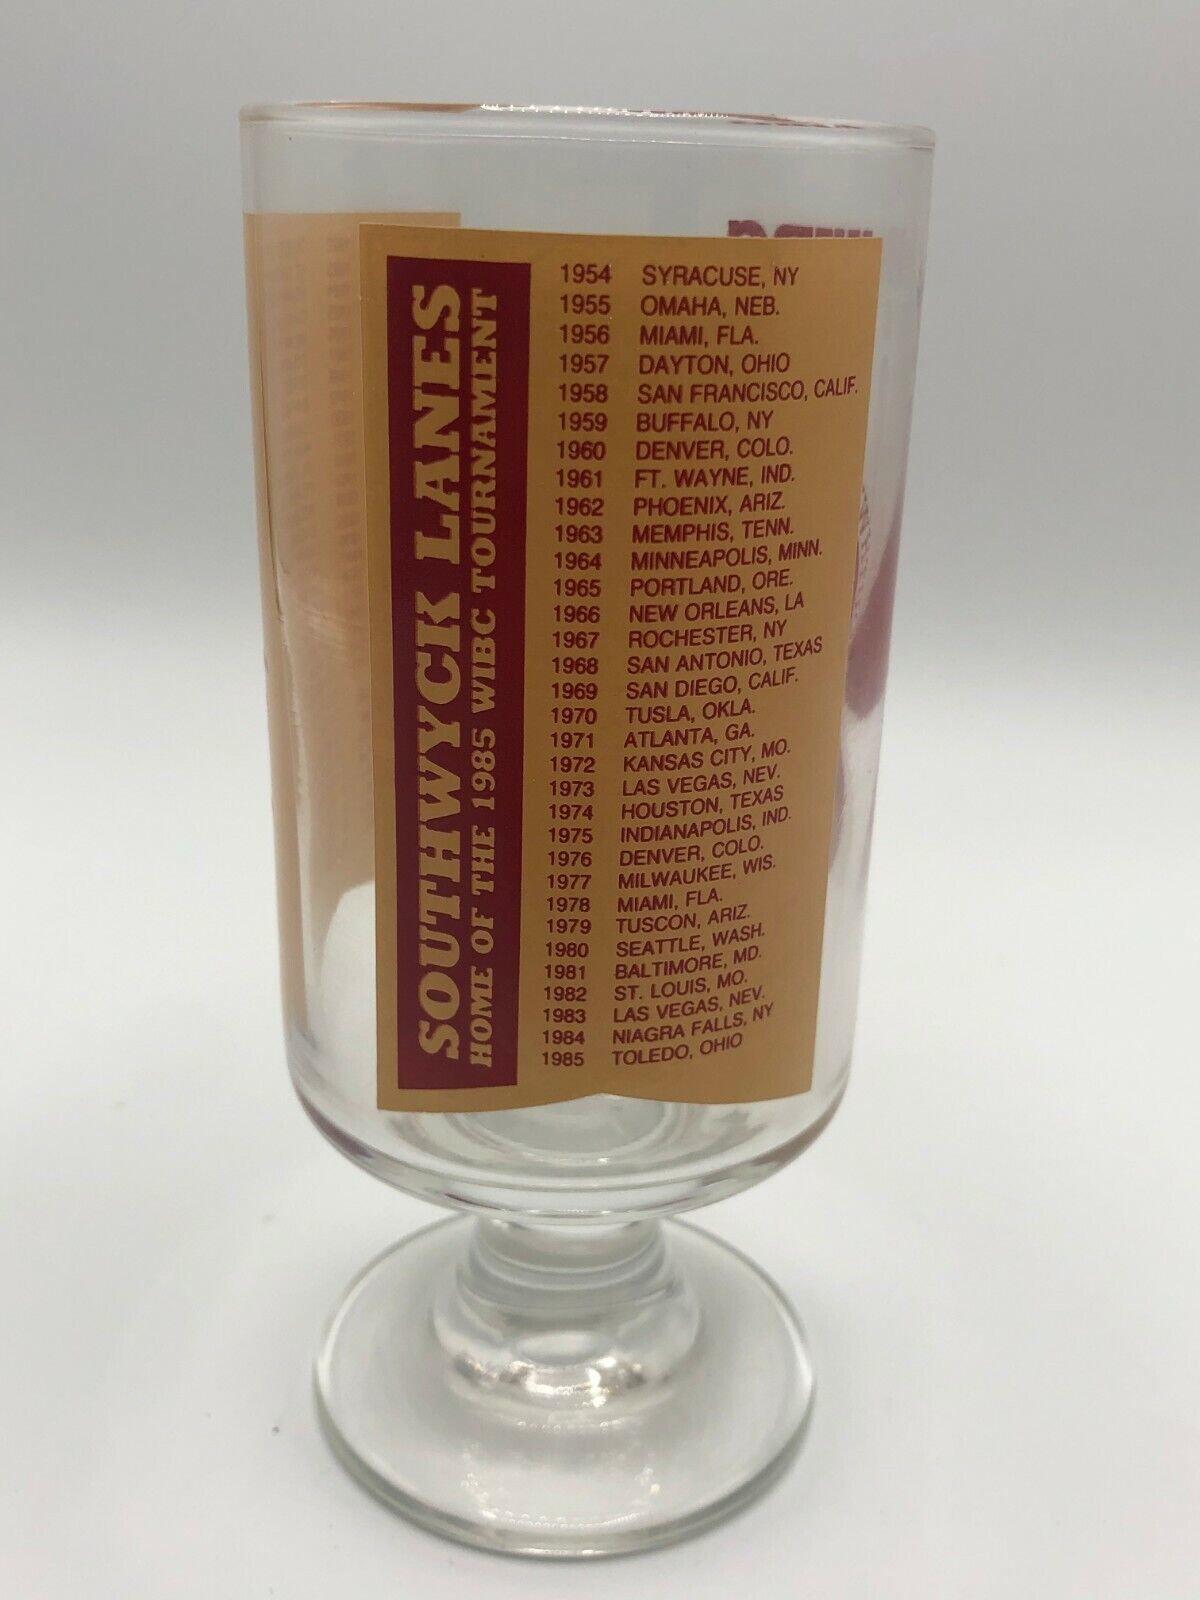 SOUTHWYCK LANES
HOME OF THE 1985 WIBC TOURNAMENT
1954 SYRACUSE, NY
1955 OMAHA, NEB.
1956 MIAMI, FLA.
1957 DAYTON, OHIO
1958 SAN FRANCISCO, CALIF.
1959 BUFFALO, NY
1960 DENVER, COLO.
1961 FT. WAYNE, IND.
1962 PHOENIX, ARIZ.
1963 MEMPHIS, TENN.
1964 MINNEAPOLIS, MINN.
1965 PORTLAND, ORE.
1966 NEW ORLEANS, LA
1967 ROCHESTER, NY
1968 SAN ANTONIO, TEXAS
1969 SAN DIEGO, CALIF.
1970 TUSLA, OKLA.
1971 ATLANTA, GA.
1972 KANSAS CITY, MO.
1973 LAS VEGAS, NEV.
1974 HOUSTON, TEXAS
1975 INDIANAPOLIS, IND.
1976 DENVER, COLO.
1977 MILWAUKEE, WIS.
1978 MIAMI, FLA.
1979 TUSCON, ARIZ.
1980 SEATTLE, WASH.
1981 BALTIMORE, MD.
1982 ST. LOUIS, MO.
1983 LAS VEGAS, NEV.
1984 NIAGRA FALLS, NY
1985 TOLEDO, OHIO